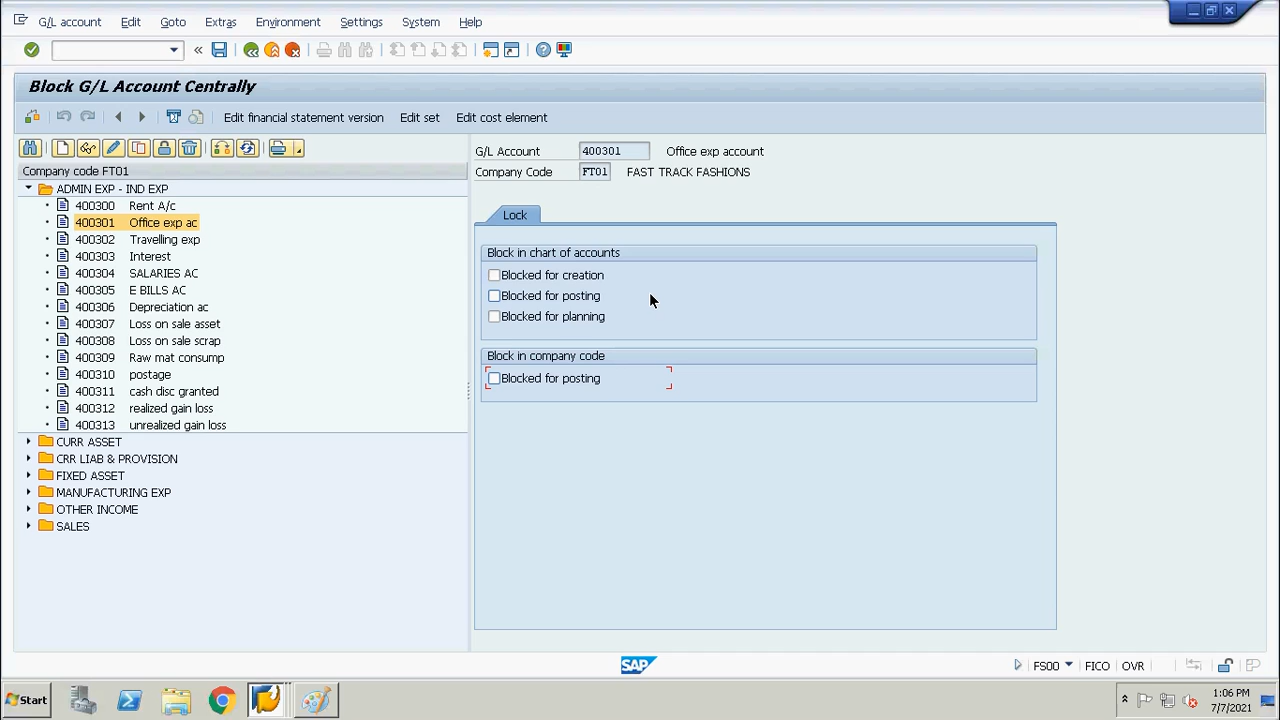 G/L account Edit Goto Extras Environment Settings System Help
Block G/L Account Centrally
Edit financial statement version Edit set Edit cost element
Company code FT01
ADMIN EXP - IND EXP
400300 Rent A/c
400301 Office exp ac
400302 Travelling exp
400303 Interest
400304 SALARIES AC
400305 E BILLS AC
400306 Depreciation ac
400307 Loss on sale asset
400308 Loss on sale scrap
400309 Raw mat consump
400310 postage
400311 cash disc granted
400312 realized gain loss
400313 unrealized gain loss
CURR ASSET
CRR LIAB & PROVISION
FIXED ASSET
MANUFACTURING EXP
OTHER INCOME
SALES
G/L Account 400301 Office exp account
Company Code FT01 FAST TRACK FASHIONS
Lock
Block in chart of accounts
Blocked for creation
Blocked for posting
Blocked for planning
Block in company code
Blocked for posting
SAP
FS00 FICO OVR
Start
1:06 PM
7/7/2021